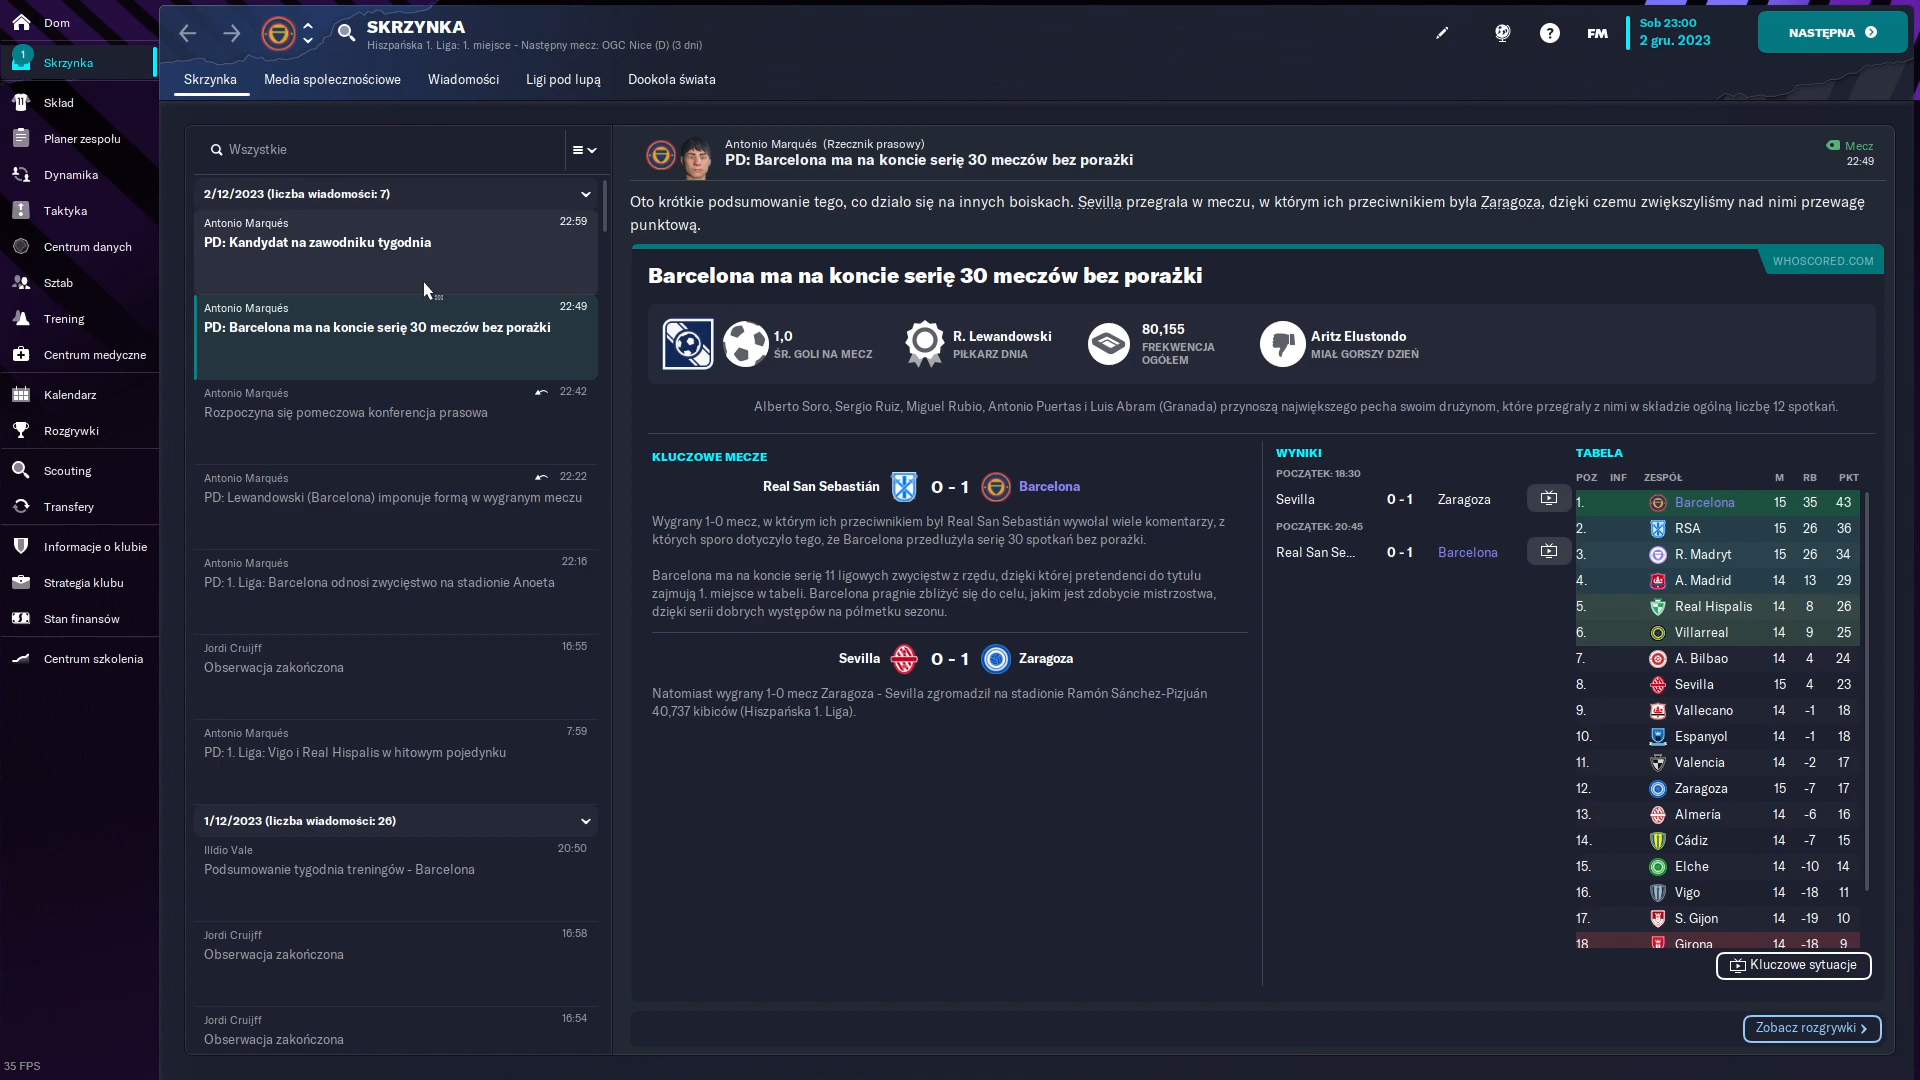 Dom
1
Skrzynka
Skład
Planer zespołu
Dynamika
Taktyka
Centrum danych
Sztab
Trening
Centrum medyczne
Kalendarz
Rozgrywki
Scouting
Transfery
Informacje o klubie
Strategia klubu
Stan finansów
Centrum szkolenia
35 FPS
SKRZYNKA
Hiszpańska 1. Liga: 1. miejsce - Następny mecz: OGC Nice (D) (3 dni)
Skrzynka Media społecznościowe Wiadomości Ligi pod lupą Dookoła świata
FM
Sob 23:00
2 gru. 2023
NASTĘPNA
Wszystkie
2/12/2023 (liczba wiadomości: 7)
Antonio Marqués 22:59
PD: Kandydat na zawodniku tygodnia
Antonio Marqués 22:49
PD: Barcelona ma na koncie serię 30 meczów bez porażki
Antonio Marqués 22:42
Rozpoczyna się pomeczowa konferencja prasowa
Antonio Marqués 22:22
PD: Lewandowski (Barcelona) imponuje formą w wygranym meczu
Antonio Marqués 22:16
PD: 1. Liga: Barcelona odnosi zwycięstwo na stadionie Anoeta
Jordi Cruijff 16:55
Obserwacja zakończona
Antonio Marqués 7:59
PD: 1. Liga: Vigo i Real Hispalis w hitowym pojedynku
1/12/2023 (liczba wiadomości: 26)
Ilídio Vale 20:50
Podsumowanie tygodnia treningów - Barcelona
Jordi Cruijff 16:58
Obserwacja zakończona
Jordi Cruijff 16:54
Obserwacja zakończona
Antonio Marqués (Rzecznik prasowy)
PD: Barcelona ma na koncie serię 30 meczów bez porażki
Mecz
22:49
Oto krótkie podsumowanie tego, co działo się na innych boiskach. Sevilla przegrała w meczu, w którym ich przeciwnikiem była Zaragoza, dzięki czemu zwiększyliśmy nad nimi przewagę
punktową.
WHOSCORED.COM
Barcelona ma na koncie serię 30 meczów bez porażki
1,0
ŚR. GOLI NA MECZ
R. Lewandowski
PIŁKARZ DNIA
80,155
FREKWENCJA
OGÓŁEM
Aritz Elustondo
MIAŁ GORSZY DZIEŃ
Alberto Soro, Sergio Ruiz, Miguel Rubio, Antonio Puertas i Luis Abram (Granada) przynoszą największego pecha swoim drużynom, które przegrały z nimi w składzie ogólną liczbę 12 spotkań.
KLUCZOWE MECZE
Real San Sebastián 0 - 1 Barcelona
Wygrany 1-0 mecz, w którym ich przeciwnikiem był Real San Sebastián wywołał wiele komentarzy, z
których sporo dotyczyło tego, że Barcelona przedłużyła serię 30 spotkań bez porażki.
Barcelona ma na koncie serię 11 ligowych zwycięstw z rzędu, dzięki której pretendenci do tytułu
zajmują 1. miejsce w tabeli. Barcelona pragnie zbliżyć się do celu, jakim jest zdobycie mistrzostwa,
dzięki serii dobrych występów na półmetku sezonu.
Sevilla 0 - 1 Zaragoza
Natomiast wygrany 1-0 mecz Zaragoza - Sevilla zgromadził na stadionie Ramón Sánchez-Pizjuán
40,737 kibiców (Hiszpańska 1. Liga).
WYNIKI
POCZĄTEK: 18:30
Sevilla 0 - 1 Zaragoza
POCZĄTEK: 20:45
Real San Se... 0 - 1 Barcelona
TABELA
POZ INF ZESPÓŁ M RB PKT
1. Barcelona 15 35 43
2. RSA 15 26 36
3. R. Madryt 15 26 34
4. A. Madrid 14 13 29
5. Real Hispalis 14 8 26
6. Villarreal 14 9 25
7. A. Bilbao 14 4 24
8. Sevilla 15 4 23
9. Vallecano 14 -1 18
10. Espanyol 14 -1 18
11. Valencia 14 -2 17
12. Zaragoza 15 -7 17
13. Almería 14 -6 16
14. Cádiz 14 -7 15
15. Elche 14 -10 14
16. Vigo 14 -18 11
17. S. Gijon 14 -19 10
18 Girona 14 -18 9
Kluczowe sytuacje
Zobacz rozgrywki